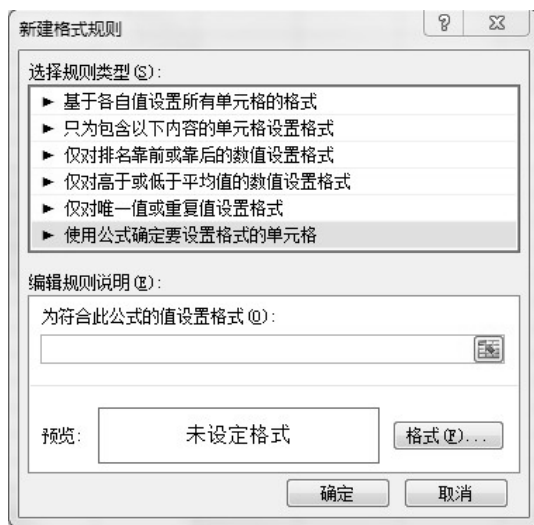 新建格式规则
选择规则类型(S):
► 基于各自值设置所有单元格的格式
► 只为包含以下内容的单元格设置格式
► 仅对排名靠前或靠后的数值设置格式
► 仅对高于或低于平均值的数值设置格式
► 仅对唯一值或重复值设置格式
► 使用公式确定要设置格式的单元格
编辑规则说明(E):
为符合此公式的值设置格式(O):
预览: 未设定格式 格式(F)...
确定 取消